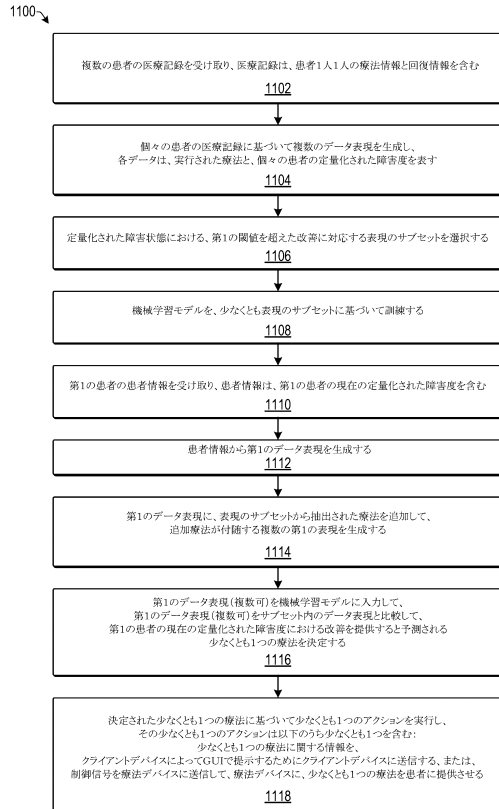 1100
複数の患者の医療記録を受け取り、医療記録は、患者1人1人の療法情報と回復情報を含む
1102
個々の患者の医療記録に基づいて複数のデータ表現を生成し、
各データは、実行された療法と、個々の患者の定量化された障害度を表す
1104
定量化された障害状態における、第1の閾値を超えた改善に対応する表現のサブセットを選択する
1106
機械学習モデルを、少なくとも表現のサブセットに基づいて訓練する
1108
第1の患者の患者情報を受け取り、患者情報は、第1の患者の現在の定量化された障害度を含む
1110
患者情報から第1のデータ表現を生成する
1112
第1のデータ表現に、表現のサブセットから抽出された療法を追加して、
追加療法が付随する複数の第1の表現を生成する
1114
第1のデータ表現(複数可)を機械学習モデルに入力して、
第1のデータ表現(複数可)をサブセット内のデータ表現と比較して、
第1の患者の現在の定量化された障害度における改善を提供すると予測される
少なくとも1つの療法を決定する
1116
決定された少なくとも1つの療法に基づいて少なくとも1つのアクションを実行し、
その少なくとも1つのアクションは以下のうち少なくとも1つを含む:
少なくとも1つの療法に関する情報を、
クライアントデバイスによってGUIで提示するためにクライアントデバイスに送信する、または、
制御信号を療法デバイスに送信して、療法デバイスに、少なくとも1つの療法を患者に提供させる
1118